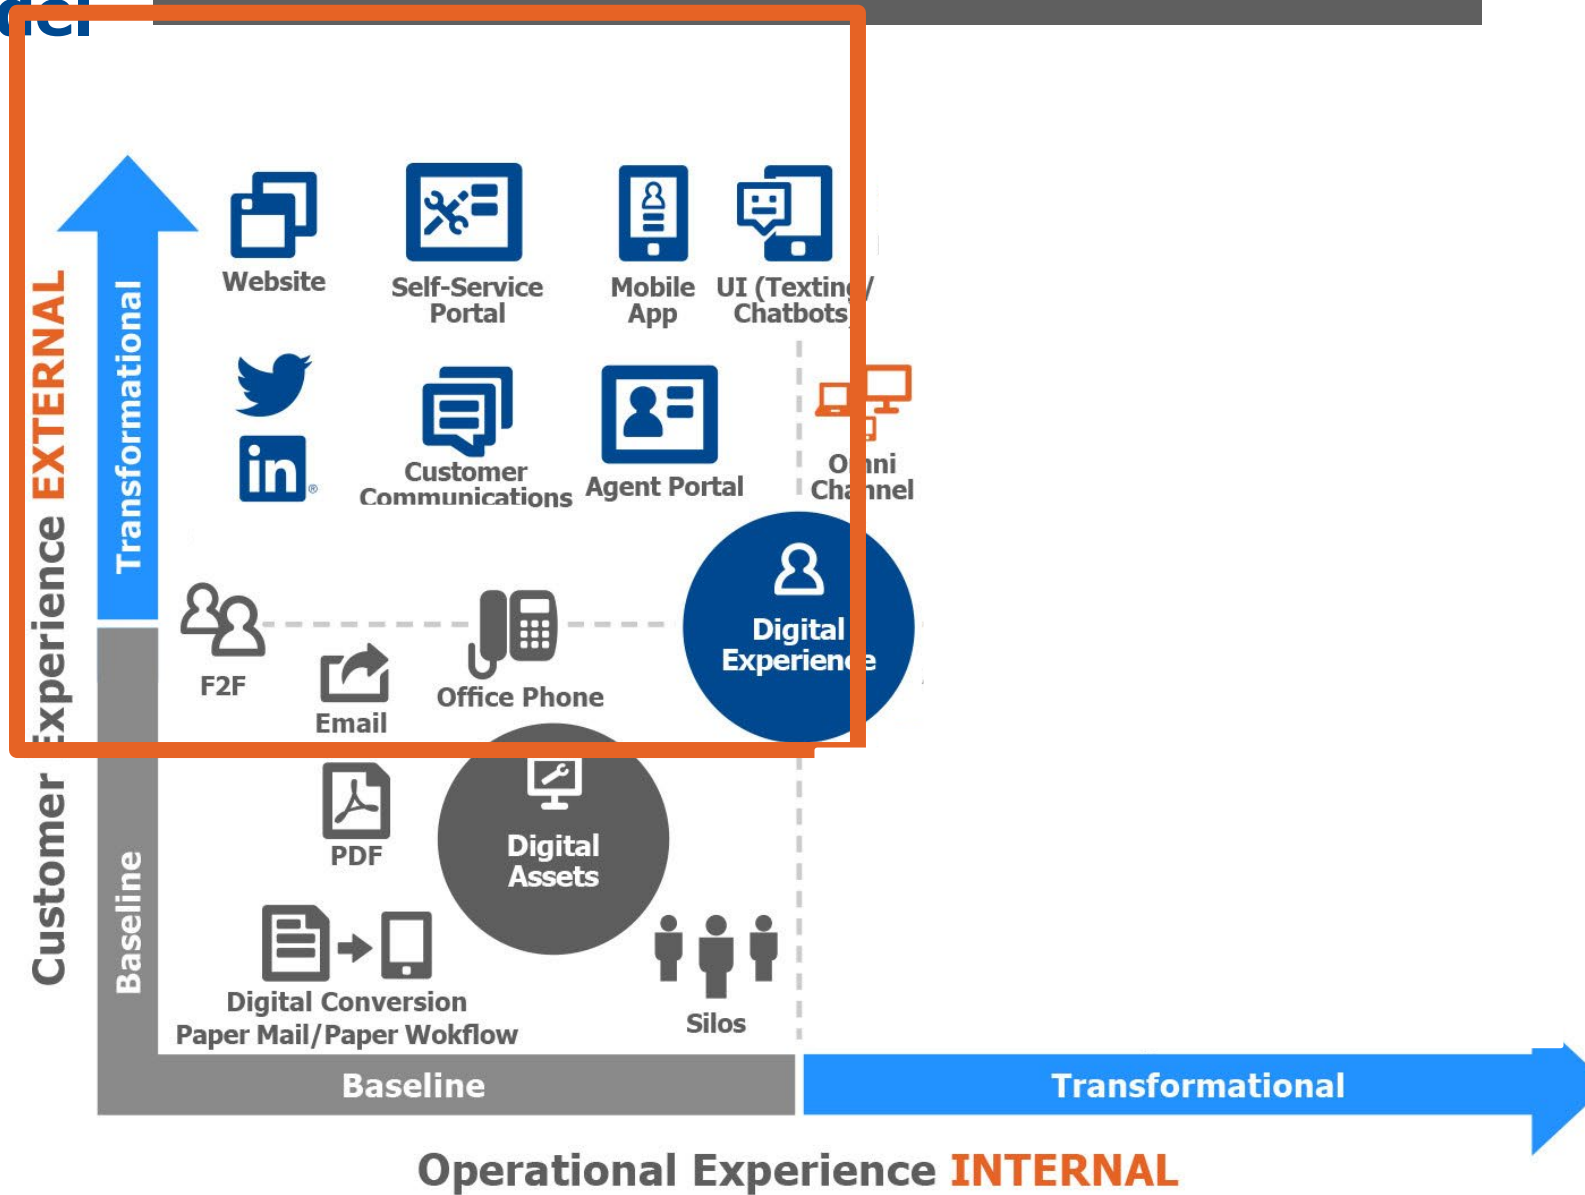 Website
Self-Service
Portal
Mobile
App
UI (Texting/
Chatbots)
in
®
Customer
Communications
Agent Portal
Omni
Channel
Digital
Experience
F2F
Email
Office Phone
PDF
Digital
Assets
Digital Conversion
Paper Mail/Paper Wokflow
Silos
Customer Experience EXTERNAL
Transformational
Baseline
Baseline
Transformational
Operational Experience INTERNAL